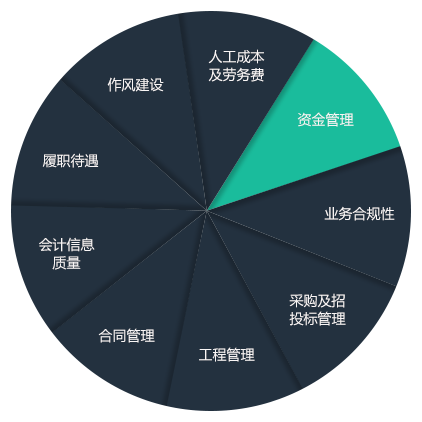 人工成本
及劳务费
资金管理
业务合规性
采购及招
投标管理
工程管理
合同管理
会计信息
质量
履职待遇
作风建设